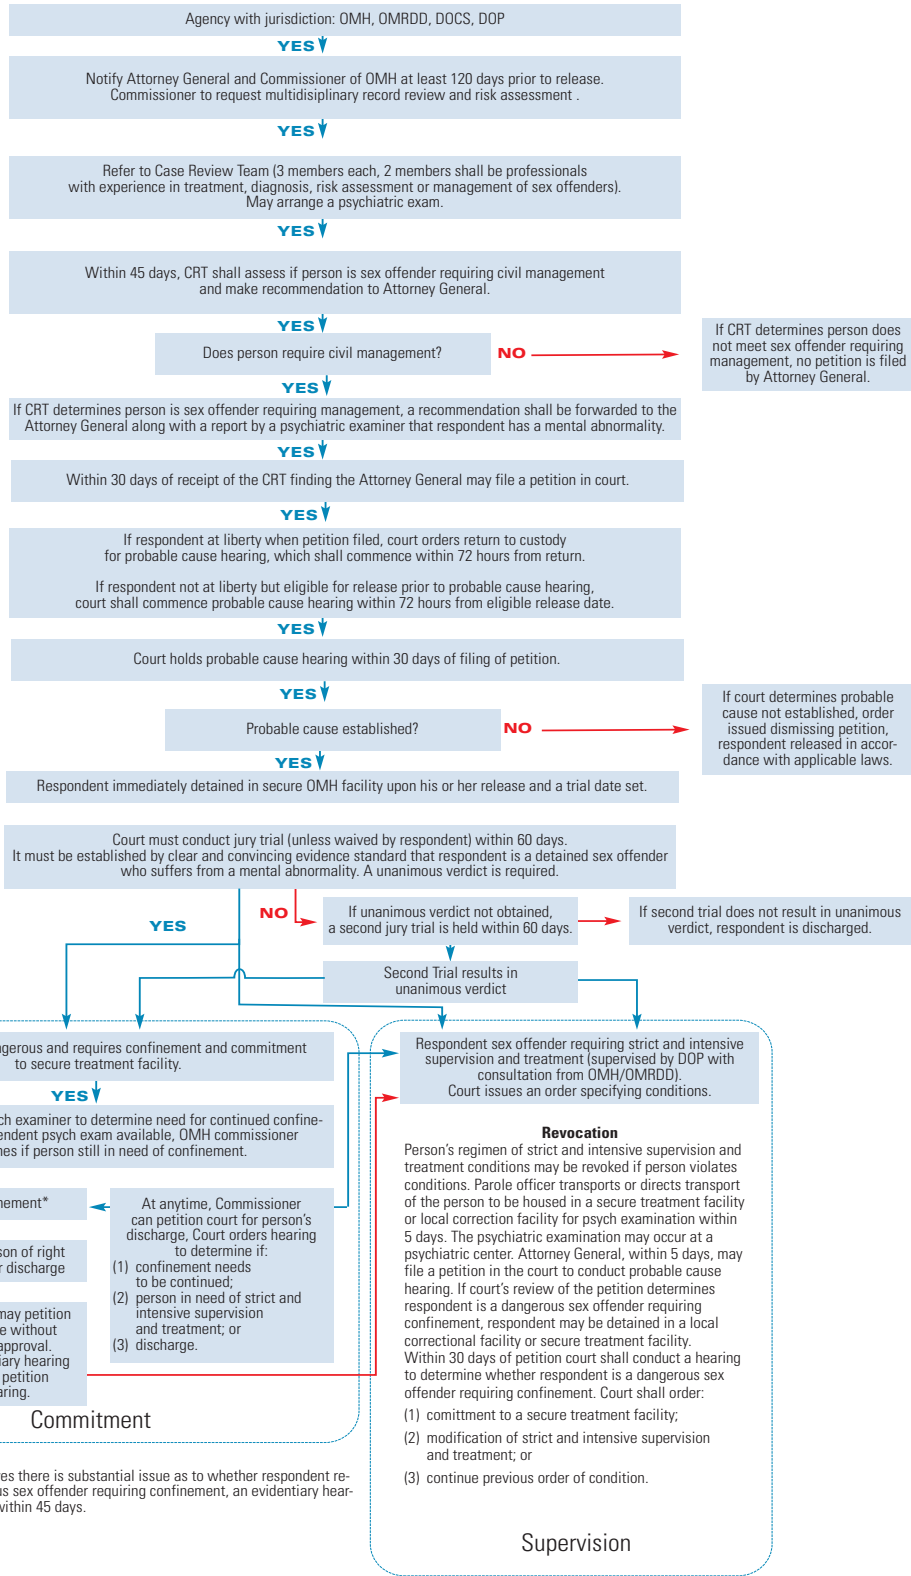 Agency with jurisdiction: OMH, OMRDD, DOCS, DOP
YES
Notify Attorney General and Commissioner of OMH at least 120 days prior to release.
Commissioner to request multidisiplinary record review and risk assessment .
YES
Refer to Case Review Team (3 members each, 2 members shall be professionals
with experience in treatment, diagnosis, risk assessment or management of sex offenders).
May arrange a psychiatric exam.
YES
Within 45 days, CRT shall assess if person is sex offender requiring civil management
and make recommendation to Attorney General.
YES
Does person require civil management?
NO
If CRT determines person does
not meet sex offender requiring
management, no petition is filed
by Attorney General.
YES
If CRT determines person is sex offender requiring management, a recommendation shall be forwarded to the
Attorney General along with a report by a psychiatric examiner that respondent has a mental abnormality.
YES
Within 30 days of receipt of the CRT finding the Attorney General may file a petition in court.
YES
If respondent at liberty when petition filed, court orders return to custody
for probable cause hearing, which shall commence within 72 hours from return.
If respondent not at liberty but eligible for release prior to probable cause hearing,
court shall commence probable cause hearing within 72 hours from eligible release date.
YES
Court holds probable cause hearing within 30 days of filing of petition.
YES
Probable cause established?
NO
If court determines probable
cause not established, order
issued dismissing petition,
respondent released in accor-
dance with applicable laws.
YES
Respondent immediately detained in secure OMH facility upon his or her release and a trial date set.
Court must conduct jury trial (unless waived by respondent) within 60 days.
It must be established by clear and convincing evidence standard that respondent is a detained sex offender
who suffers from a mental abnormality. A unanimous verdict is required.
YES
NO
If unanimous verdict not obtained,
a second jury trial is held within 60 days.
If second trial does not result in unanimous
verdict, respondent is discharged.
Second Trial results in
unanimous verdict
ngerous and requires confinement and commitment
to secure treatment facility.
YES
ch examiner to determine need for continued confine-
endent psych exam available, OMH commissioner
nes if person still in need of confinement.
nement*
son of right
r discharge
may petition
e without
approval.
iary hearing
petition
aring.
At anytime, Commissioner
can petition court for person's
discharge, Court orders hearing
to determine if:
(1) confinement needs
to be continued;
(2) person in need of strict and
intensive supervision
and treatment; or
(3) discharge.
Commitment
res there is substantial issue as to whether respondent re-
us sex offender requiring confinement, an evidentiary hear-
within 45 days.
Respondent sex offender requiring strict and intensive
supervision and treatment (supervised by DOP with
consultation from OMH/OMRDD).
Court issues an order specifying conditions.
Revocation
Person's regimen of strict and intensive supervision and
treatment conditions may be revoked if person violates
conditions. Parole officer transports or directs transport
of the person to be housed in a secure treatment facility
or local correction facility for psych examination within
5 days. The psychiatric examination may occur at a
psychiatric center. Attorney General, within 5 days, may
file a petition in the court to conduct probable cause
hearing. If court's review of the petition determines
respondent is a dangerous sex offender requiring
confinement, respondent may be detained in a local
correctional facility or secure treatment facility.
Within 30 days of petition court shall conduct a hearing
to determine whether respondent is a dangerous sex
offender requiring confinement. Court shall order:
(1) comittment to a secure treatment facility;
(2) modification of strict and intensive supervision
and treatment; or
(3) continue previous order of condition.
Supervision